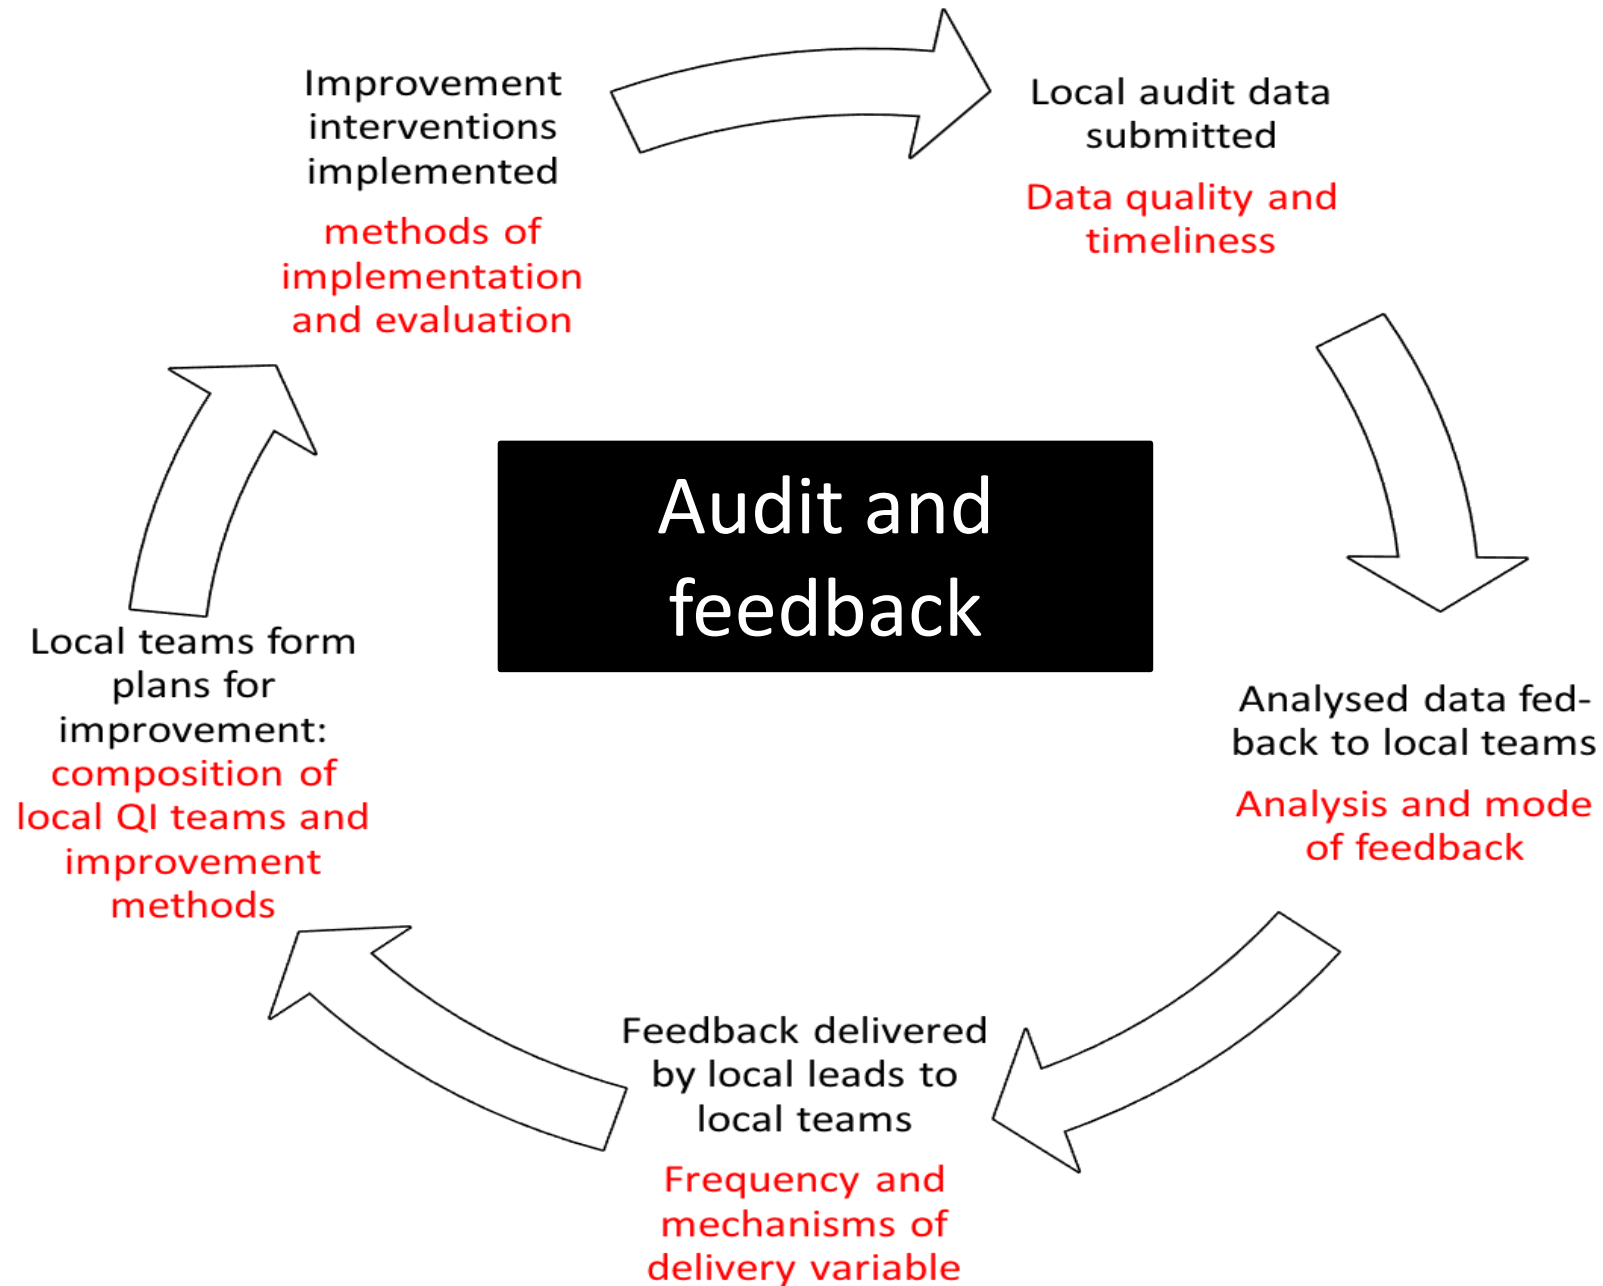 Improvement
interventions
implemented
methods of
implementation
and evaluation
Local audit data
submitted
Data quality and
timeliness
Audit and
feedback
Analysed data fed-
back to local teams
Analysis and mode
of feedback
Feedback delivered
by local leads to
local teams
Frequency and
mechanisms of
delivery variable
Local teams form
plans for
improvement:
composition of
local QI teams and
improvement
methods